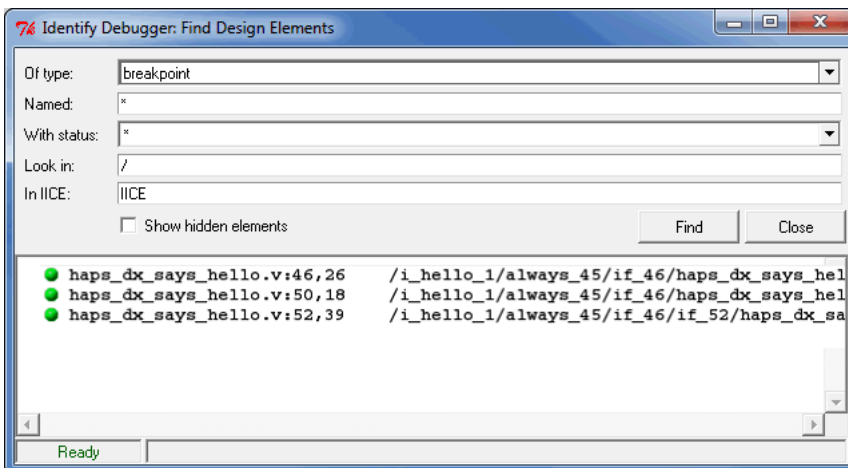 Identify Debugger: Find Design Elements
Of type: breakpoint
Named: *
With status: *
Look in: /
In IICE: IICE
Show hidden elements
Find Close
haps_dx_says_hello.v:46,26 /i_hello_1/always_45/if_46/haps_dx_says_hel
haps_dx_says_hello.v:50,18 /i_hello_1/always_45/if_46/haps_dx_says_hel
haps_dx_says_hello.v:52,39 /i_hello_1/always_45/if_46/if_52/haps_dx_sa
Ready